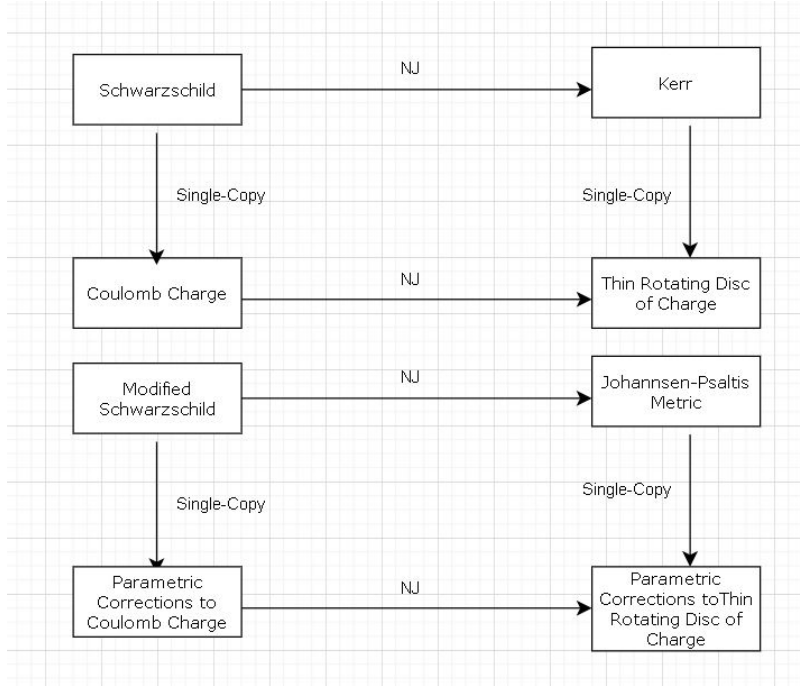 NJ
Schwarzschild
Kerr
Single-Copy
Single-Copy
Coulomb Charge
NJ
Thin Rotating Disc
of Charge
NJ
Modified
Schwarzschild
Johannsen-Psaltis
Metric
Single-Copy
Single-Copy
Parametric
Corrections to
Coulomb Charge
NJ
Parametric
Corrections toThin
Rotating Disc of
Charge